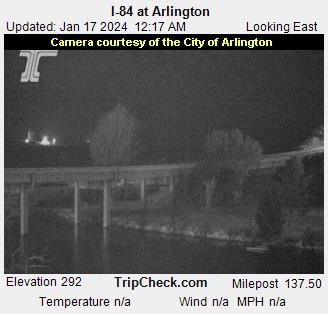 I-84 at Arlington
Updated: Jan 17 2024 12:17 AM Looking East
Camera courtesy of the City of Arlington
Elevation 292 TripCheck.com Milepost 137.50
Temperature n/a Wind n/a MPH n/a